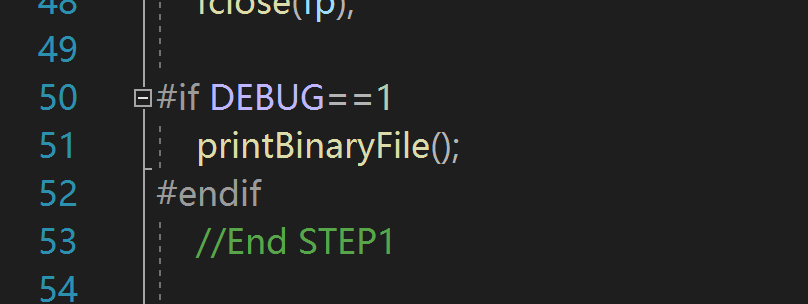 48 fclose(fp);
49
50 #if DEBUG==1
51 printBinaryFile();
52 #endif
53 //End STEP1
54